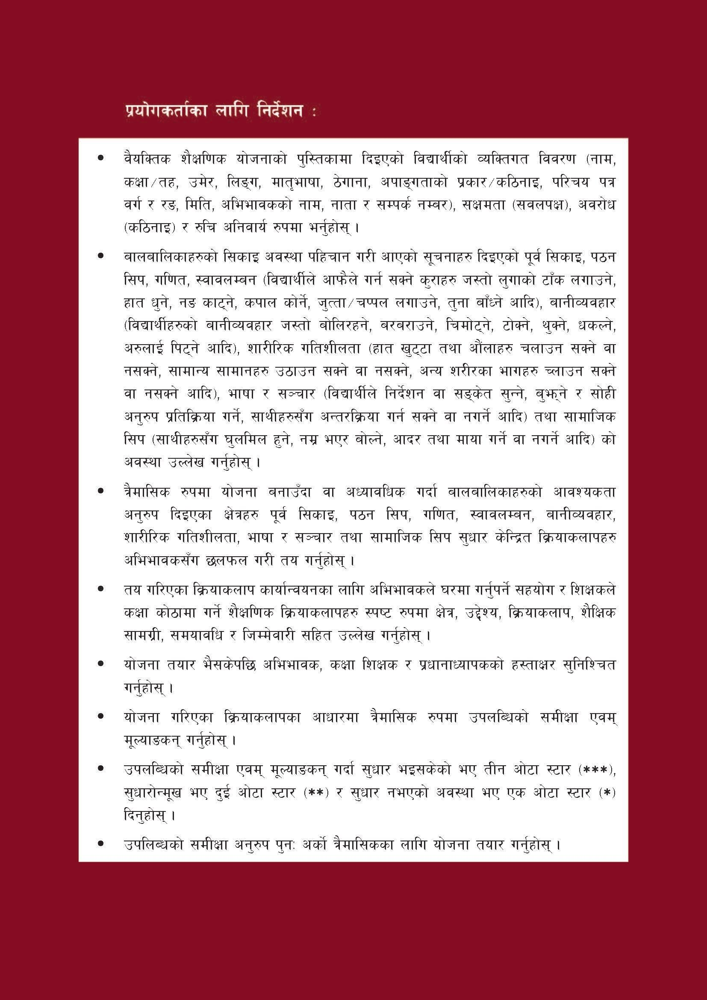 प्रयोगकर्ताका लागि निर्देशन :
• वैयक्तिक शैक्षणिक योजनाको पुस्तिकामा दिइएको विद्यार्थीको व्यक्तिगत विवरण (नाम,
कक्षा/तह, उमेर, लिङ्ग, मातृभाषा, ठेगाना, अपाङ्गताको प्रकार/कठिनाइ, परिचय पत्र
वर्ग र रङ, मिति, अभिभावकको नाम, नाता र सम्पर्क नम्बर), सक्षमता (सवलपक्ष), अवरोध
(कठिनाइ) र रुचि अनिवार्य रुपमा भर्नुहोस् ।
• बालबालिकाहरुको सिकाइ अवस्था पहिचान गरी आएको सूचनाहरु दिइएको पूर्व सिकाइ, पठन
सिप, गणित, स्वावलम्बन (विद्यार्थीले आफैले गर्न सक्ने कुराहरु जस्तो लुगाको टाँक लगाउने,
हात धुने, नङ काट्ने, कपाल कोर्ने, जुत्ता/चप्पल लगाउने, तुना बाँध्ने आदि), बानीव्यवहार
(विद्यार्थीहरुको बानीव्यवहार जस्तो बोलिरहने, बरबराउने, चिमोट्ने, टोक्ने, थुक्ने, धकल्ने,
अरुलाई पिट्ने आदि), शारीरिक गतिशीलता (हात खुट्टा तथा औंलाहरु चलाउन सक्ने वा
नसक्ने, सामान्य सामानहरु उठाउन सक्ने वा नसक्ने, अन्य शरीरका भागहरु च्लाउन सक्ने
वा नसक्ने आदि), भाषा र सञ्चार (विद्यार्थीले निर्देशन वा सङ्केत सुन्ने, बुझ्ने र सोही
अनुरुप प्रतिक्रिया गर्ने, साथीहरुसँग अन्तरक्रिया गर्न सक्ने वा नगर्ने आदि) तथा सामाजिक
सिप (साथीहरुसँग घुलमिल हुने, नम्र भएर बोल्ने, आदर तथा माया गर्ने वा नगर्ने आदि) को
अवस्था उल्लेख गर्नुहोस् ।
• त्रैमासिक रुपमा योजना बनाउँदा वा अध्यावधिक गर्दा बालबालिकाहरुको आवश्यकता
अनुरुप दिइएका क्षेत्रहरु पूर्व सिकाइ, पठन सिप, गणित, स्वावलम्बन, बानीव्यवहार,
शारीरिक गतिशीलता, भाषा र सञ्चार तथा सामाजिक सिप सुधार केन्द्रित क्रियाकलापहरु
अभिभावकसँग छलफल गरी तय गर्नुहोस् ।
• तय गरिएका क्रियाकलाप कार्यान्वयनका लागि अभिभावकले घरमा गर्नुपर्ने सहयोग र शिक्षकले
कक्षा कोठामा गर्ने शैक्षणिक क्रियाकलापहरु स्पष्ट रुपमा क्षेत्र, उद्देश्य, क्रियाकलाप, शैक्षिक
सामग्री, समयावधि र जिम्मेवारी सहित उल्लेख गर्नुहोस् ।
• योजना तयार भैसकेपछि अभिभावक, कक्षा शिक्षक र प्रधानाध्यापकको हस्ताक्षर सुनिश्चित
गर्नुहोस् ।
• योजना गरिएका क्रियाकलापका आधारमा त्रैमासिक रुपमा उपलब्धिको समीक्षा एवम्
मूल्याङकन् गर्नुहोस् ।
• उपलब्धिको समीक्षा एवम् मूल्याङकन् गर्दा सुधार भइसकेको भए तीन ओटा स्टार (***),
सुधारोन्मूख भए दुई ओटा स्टार (**) र सुधार नभएको अवस्था भए एक ओटा स्टार (*)
दिनुहोस् ।
• उपलिब्धको समीक्षा अनुरुप पुनः अर्को त्रैमासिकका लागि योजना तयार गर्नुहोस् ।